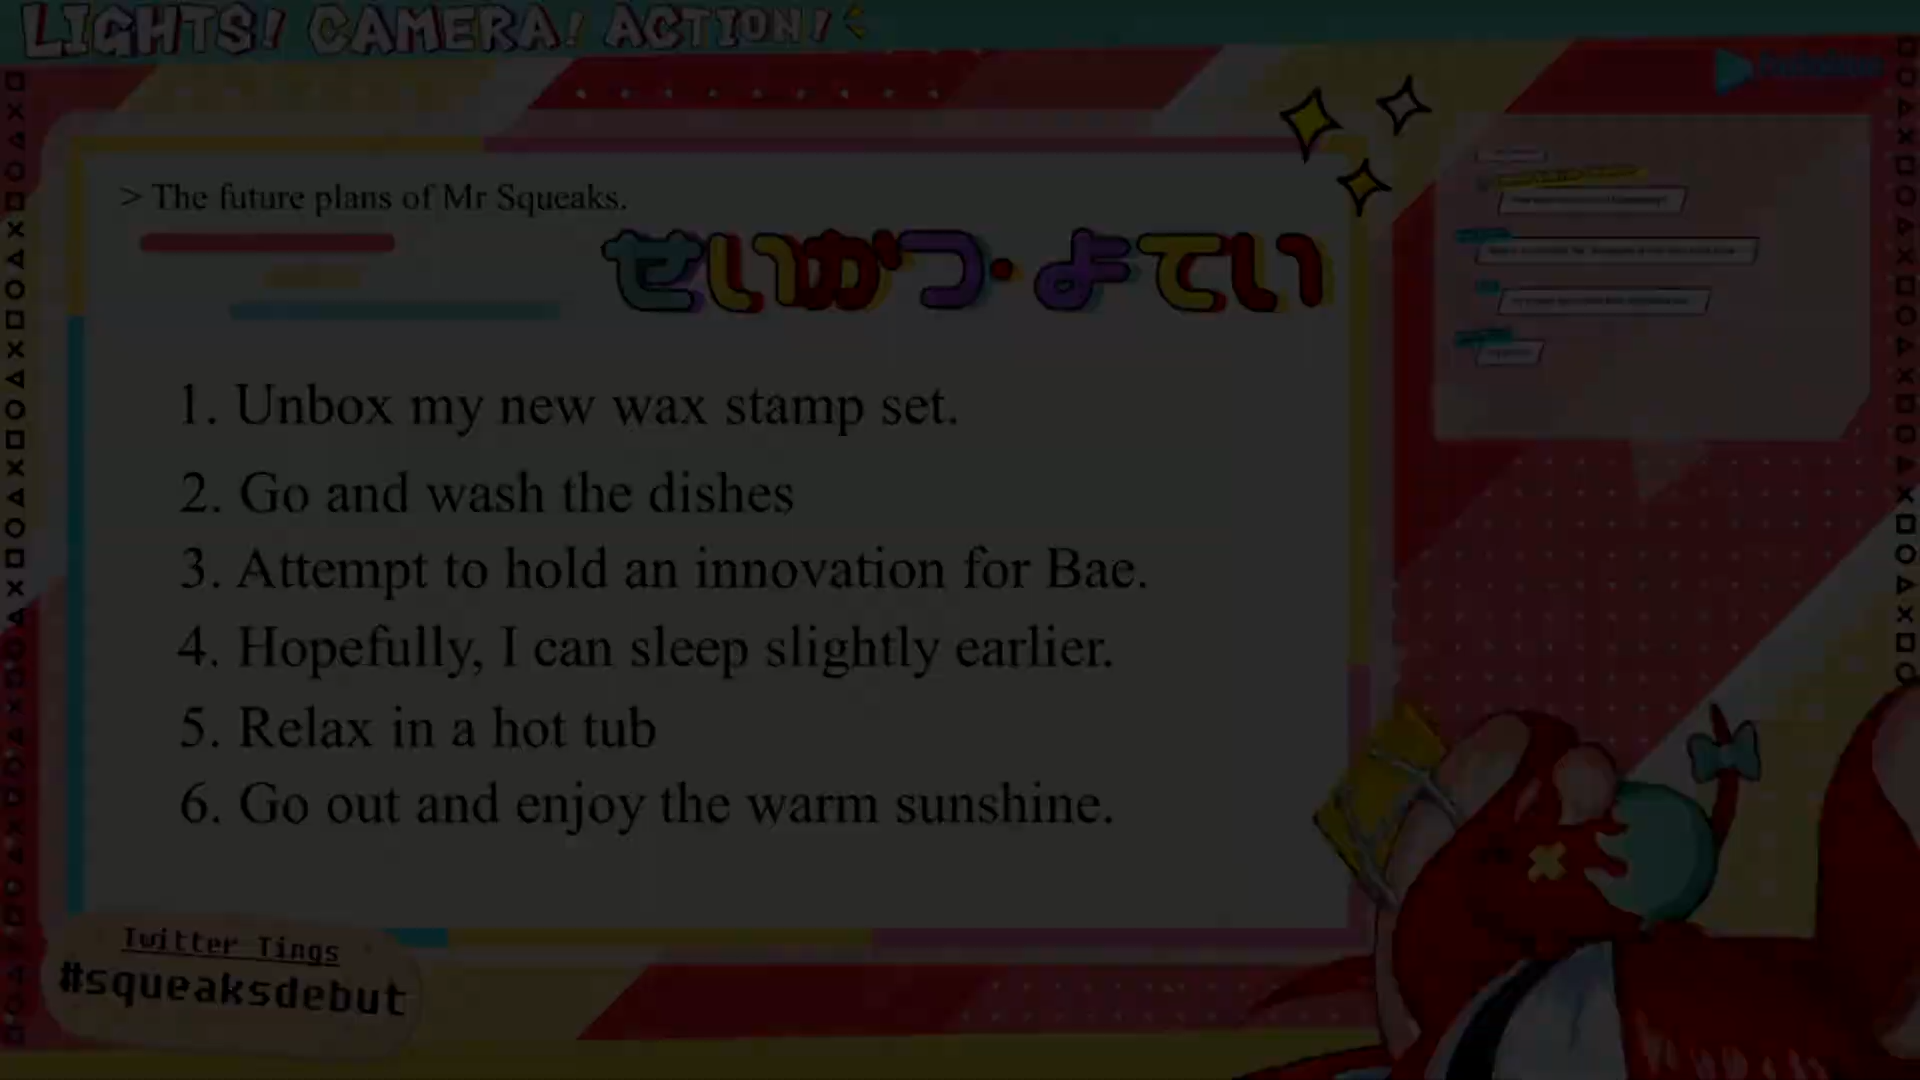 LIGHTS! CAMERA! ACTION!
> The future plans of Mr Squeaks.
せいかつ・よてい
1. Unbox my new wax stamp set.
2. Go and wash the dishes
3. Attempt to hold an innovation for Bae.
4. Hopefully, I can sleep slightly earlier.
5. Relax in a hot tub
6. Go out and enjoy the warm sunshine.
Twitter Tings
#squeaksdebut